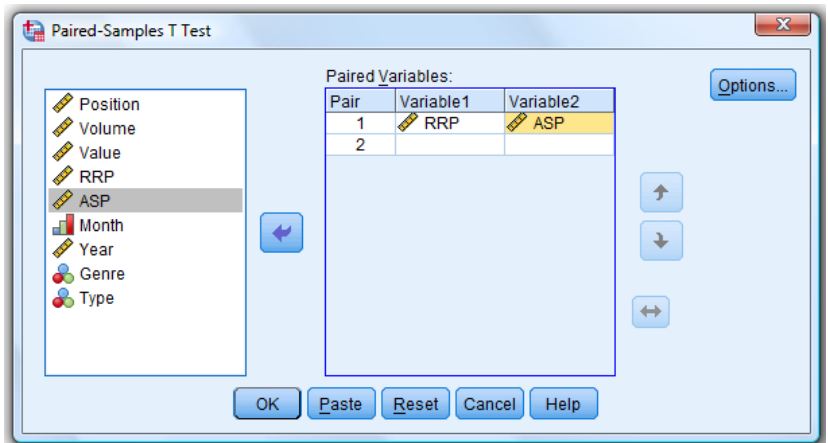 Paired-Samples T Test
Paired Variables:
Options...
Position
Volume
Value
RRP
ASP
Month
Year
Genre
Type
Pair Variable1 Variable2
1 RRP ASP
2
OK Paste Reset Cancel Help